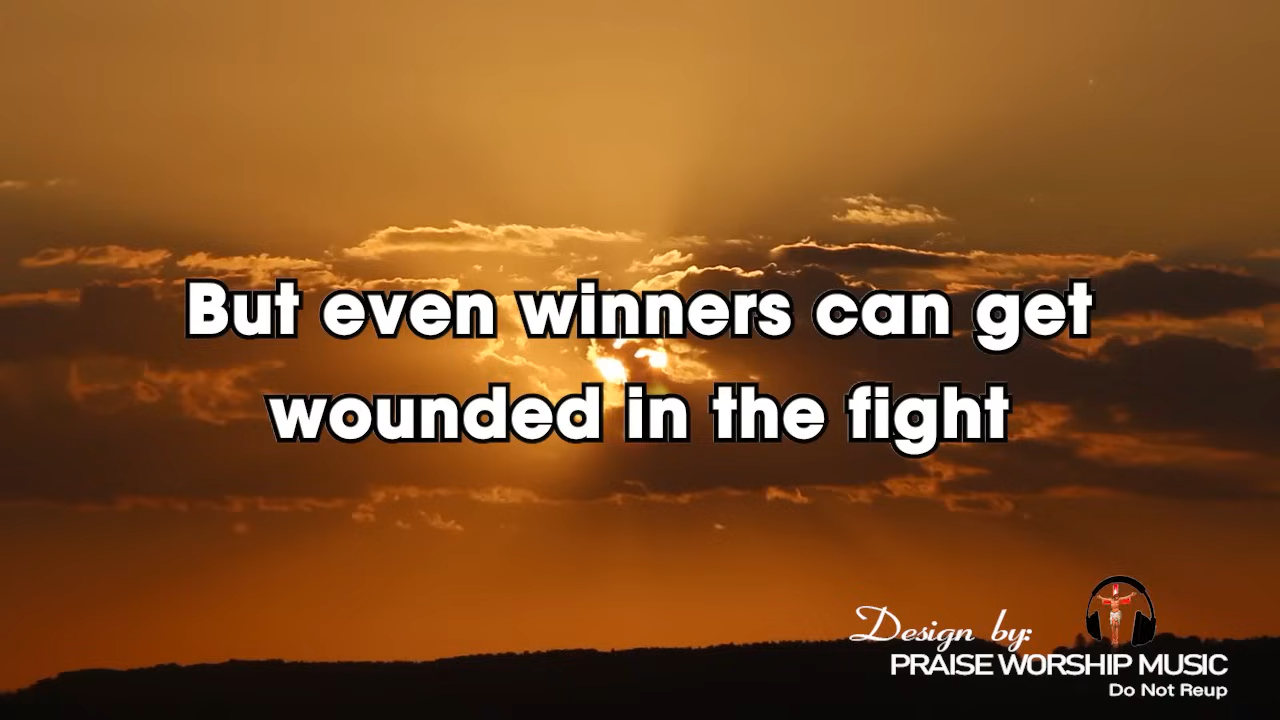 But even winners can get
wounded in the fight
Design by:
PRAISE WORSHIP MUSIC
Do Not Reup